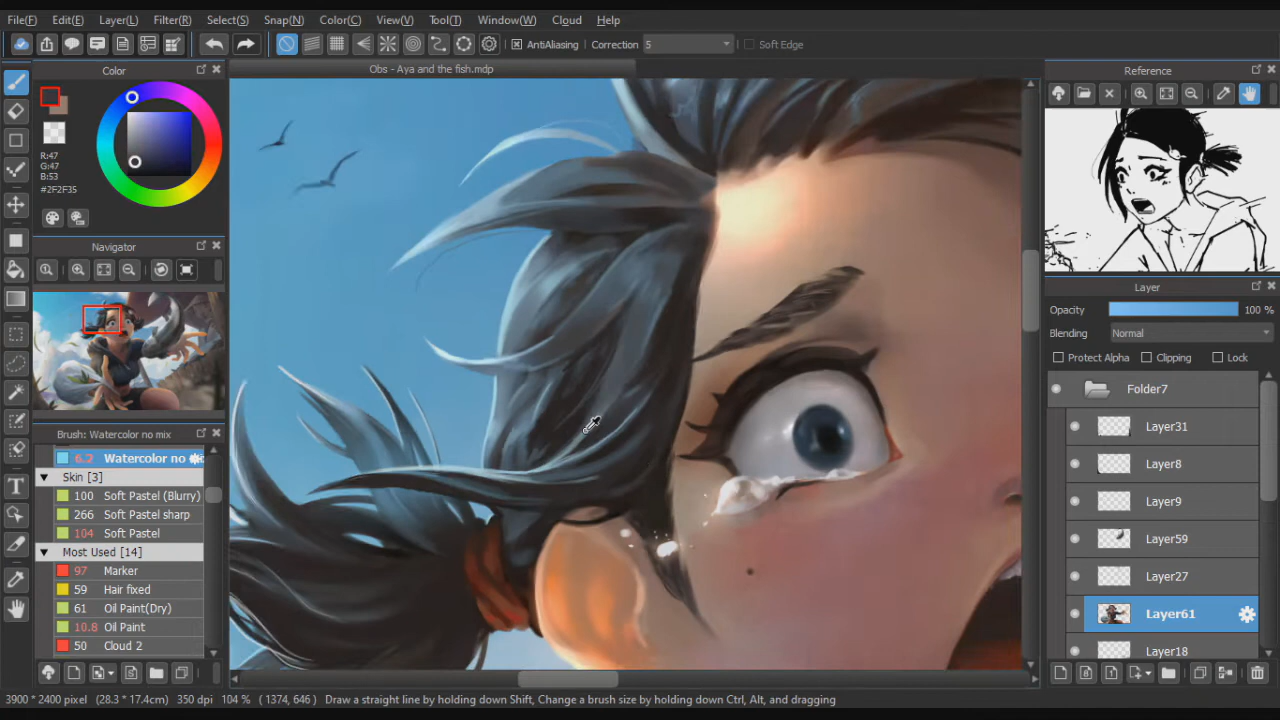 File(F) Edit(E) Layer(L) Filter(R) Select(S) Snap(N) Color(C) View(V) Tool(T) Window(W) Cloud Help
AntiAliasing Correction 5 Soft Edge
Color
Obs - Aya and the fish.mdp
Reference
R:47
G:47
B:53
#2F2F35
Navigator
Layer
Opacity 100 %
Blending Normal
Protect Alpha Clipping Lock
Folder7
Layer31
Layer8
Layer9
Layer59
Layer27
Layer61
Layer18
Brush: Watercolor no mix
6.2 Watercolor no
Skin [3]
100 Soft Pastel (Blurry)
266 Soft Pastel sharp
104 Soft Pastel
Most Used [14]
97 Marker
59 Hair fixed
61 Oil Paint(Dry)
10.8 Oil Paint
50 Cloud 2
3900 * 2400 pixel (28.3 * 17.4cm) 350 dpi 104 % ( 1374, 646 ) Draw a straight line by holding down Shift, Change a brush size by holding down Ctrl, Alt, and dragging